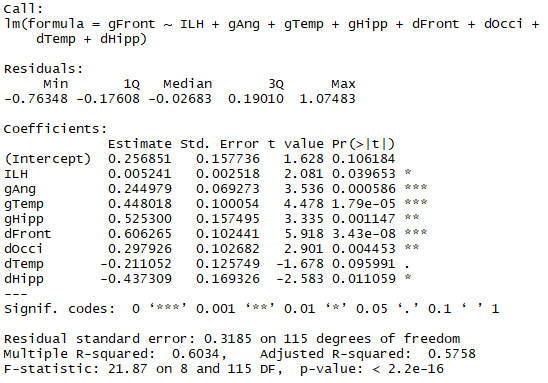 Call:
lm(formula = gFront ~ ILH + gAng + gTemp + gHipp + dFront + dOcci +
    dTemp + dHipp)

Residuals:
     Min       1Q   Median       3Q      Max
-0.76348 -0.17608 -0.02683  0.19010  1.07483

Coefficients:
             Estimate Std. Error t value Pr(>|t|)
(Intercept)  0.256851   0.157736   1.628 0.106184
ILH          0.005241   0.002518   2.081 0.039653 *
gAng         0.244979   0.069273   3.536 0.000586 ***
gTemp        0.448018   0.100054   4.478 1.79e-05 ***
gHipp        0.525300   0.157495   3.335 0.001147 **
dFront       0.606265   0.102441   5.918 3.43e-08 ***
dOcci        0.297926   0.102682   2.901 0.004453 **
dTemp       -0.211052   0.125749  -1.678 0.095991 .
dHipp       -0.437309   0.169326  -2.583 0.011059 *
---
Signif. codes:  0 ‘***’ 0.001 ‘**’ 0.01 ‘*’ 0.05 ‘.’ 0.1 ‘ ’ 1

Residual standard error: 0.3185 on 115 degrees of freedom
Multiple R-squared:  0.6034,    Adjusted R-squared:  0.5758
F-statistic: 21.87 on 8 and 115 DF,  p-value: < 2.2e-16